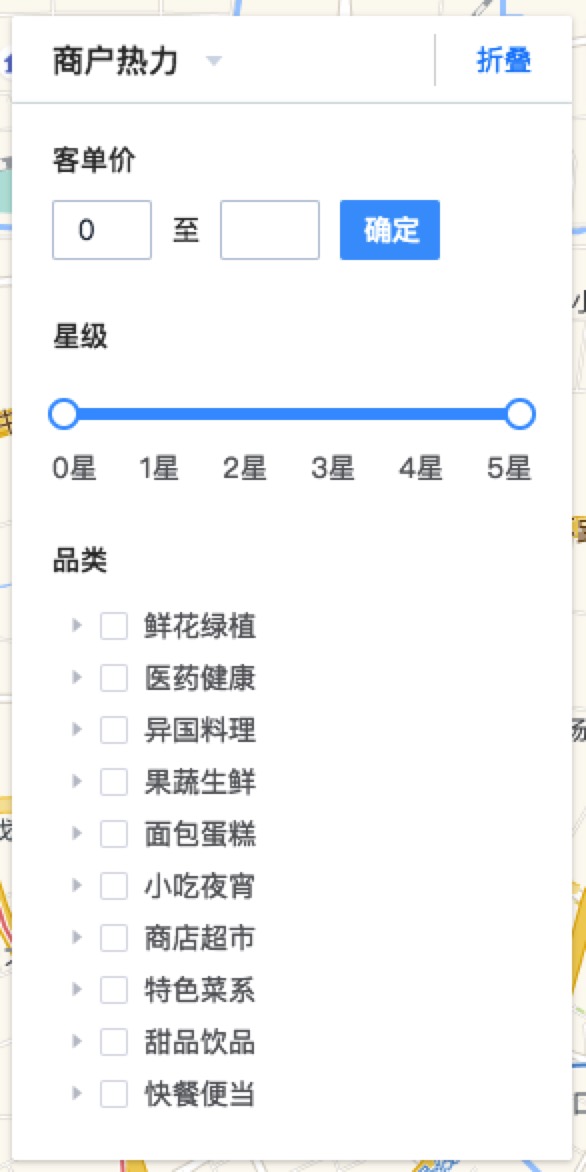 商户热力 折叠
客单价
0 至 确定
星级
0星 1星 2星 3星 4星 5星
品类
鲜花绿植
医药健康
异国料理
果蔬生鲜
面包蛋糕
小吃夜宵
商店超市
特色菜系
甜品饮品
快餐便当